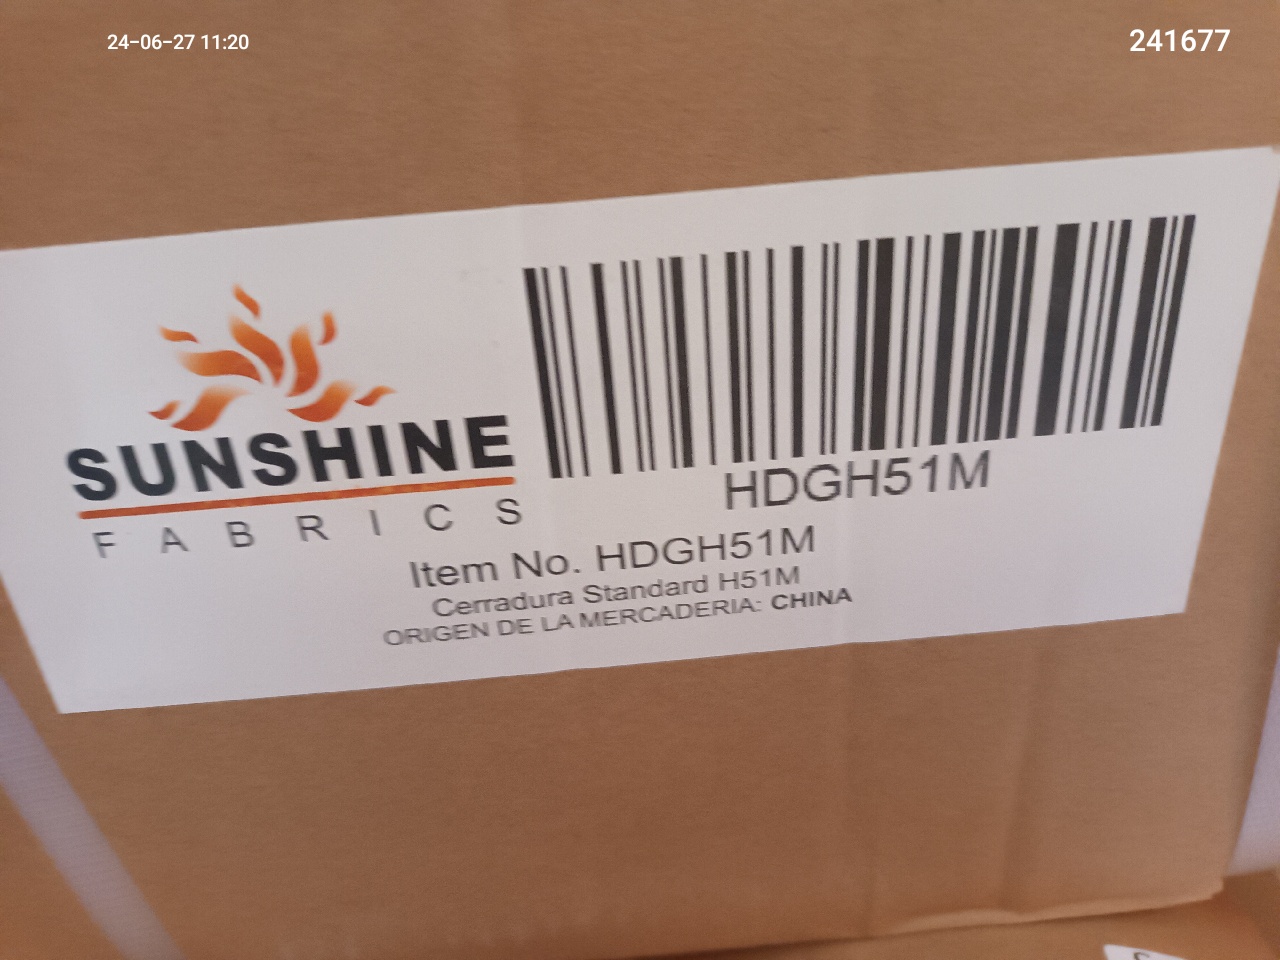 24-06-27 11:20
241677
SUNSHINE
FABRICS
HDGH51M
Item No. HDGH51M
Cerradura Standard H51M
ORIGEN DE LA MERCADERIA: CHINA